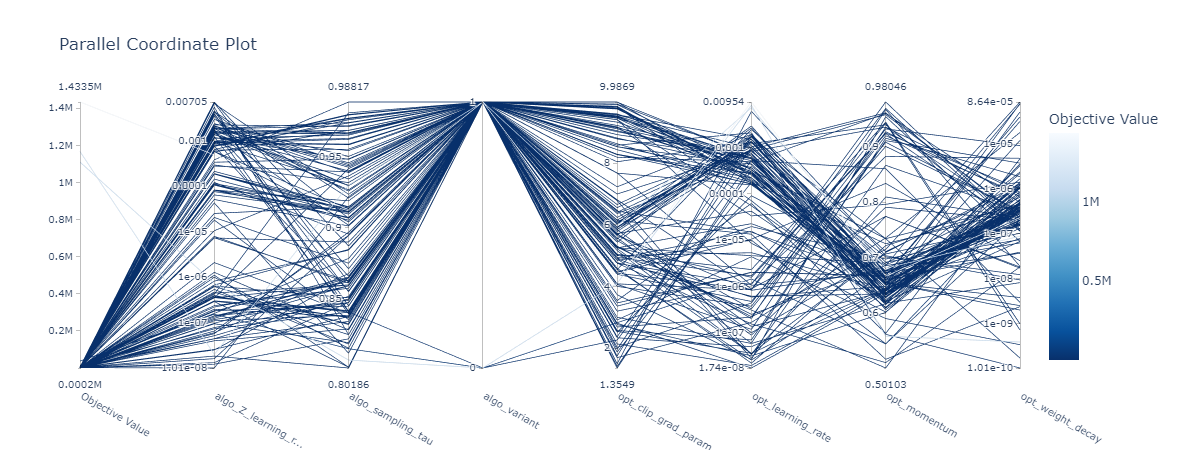 Parallel Coordinate Plot
1.4335M
0.00705
0.98817
1
9.9869
0.00954
0.98046
8.64e-05
Objective Value
1.4M
1.2M
1M
0.8M
0.6M
0.4M
0.2M
0.0002M
0.001
0.0001
1e-05
1e-06
1e-07
1.01e-08
0.95
0.9
0.85
0.80186
0
8
6
4
2
1.3549
0.001
0.0001
1e-05
1e-06
1e-07
1.74e-08
0.9
0.8
0.7
0.6
0.50103
1e-05
1e-06
1e-07
1e-08
1e-09
1.01e-10
1M
0.5M
Objective Value
algo_Z_learning_r...
algo_sampling_tau
algo_variant
opt_clip_grad_param
opt_learning_rate
opt_momentum
opt_weight_decay